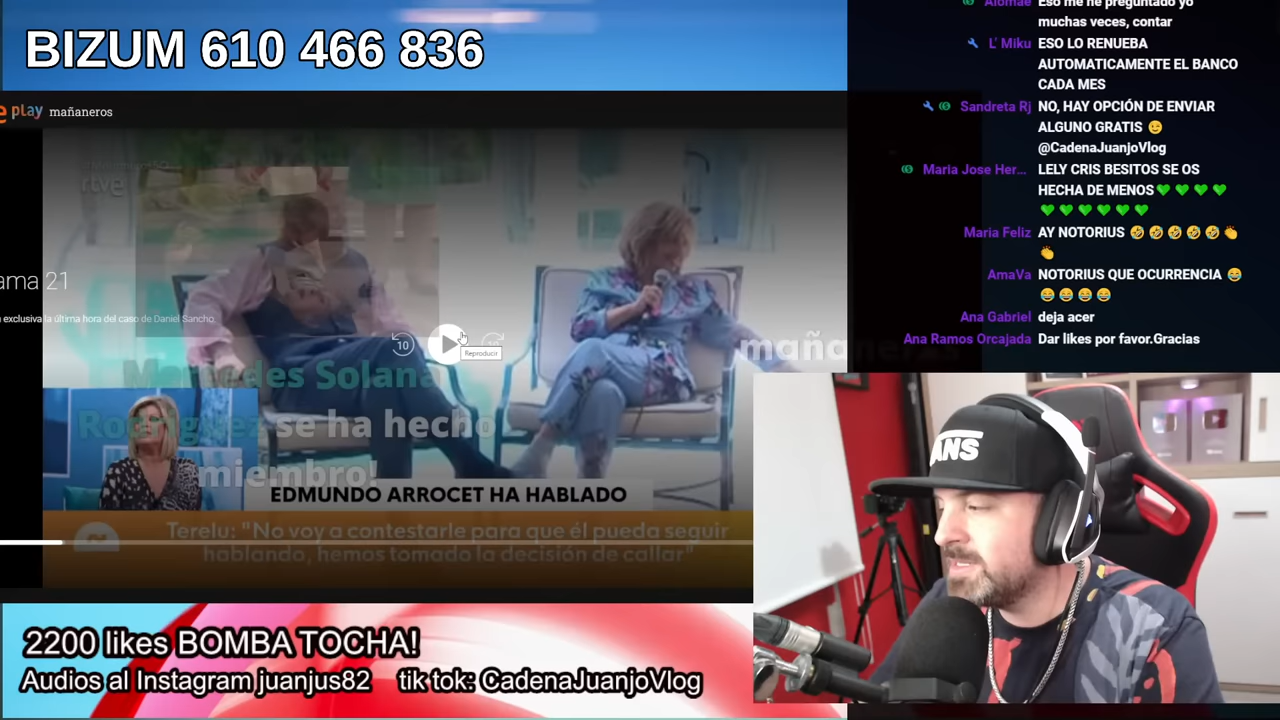 BIZUM 610 466 836
e play mañaneros
rtve
ama 21
exclusiva la última hora del caso de Daniel Sancho.
10
Reproducir
mañaneros
Mercedes Solana
Rodríguez se ha hecho
miembro!
EDMUNDO ARROCET HA HABLADO
Terelu: "No voy a contestarle para que él pueda seguir
hablando, hemos tomado la decisión de callar"
2200 likes BOMBA TOCHA!
Audios al Instagram juanjus82 tik tok: CadenaJuanjoVlog
Alomae Eso me he preguntado yo
muchas veces, contar
L' Miku ESO LO RENUEBA
AUTOMATICAMENTE EL BANCO
CADA MES
Sandreta Rj NO, HAY OPCIÓN DE ENVIAR
ALGUNO GRATIS 😉
@CadenaJuanjoVlog
Maria Jose Her... LELY CRIS BESITOS SE OS
HECHA DE MENOS💚 💚 💚 💚
💚 💚 💚 💚 💚 💚
Maria Feliz AY NOTORIUS 🤣 🤣 🤣 🤣 🤣 👏
👏
AmaVa NOTORIUS QUE OCURRENCIA 😂
😂 😂 😂 😂
Ana Gabriel deja acer
Ana Ramos Orcajada Dar likes por favor.Gracias
VANS